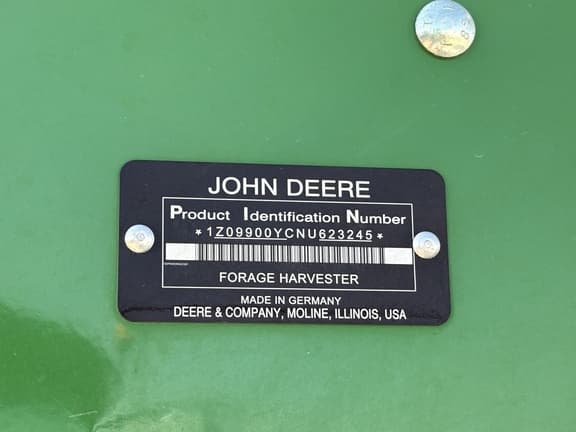 JOHN DEERE
Product Identification Number
*1Z09900YCNU623245*
FORAGE HARVESTER
MADE IN GERMANY
DEERE & COMPANY, MOLINE, ILLINOIS, USA